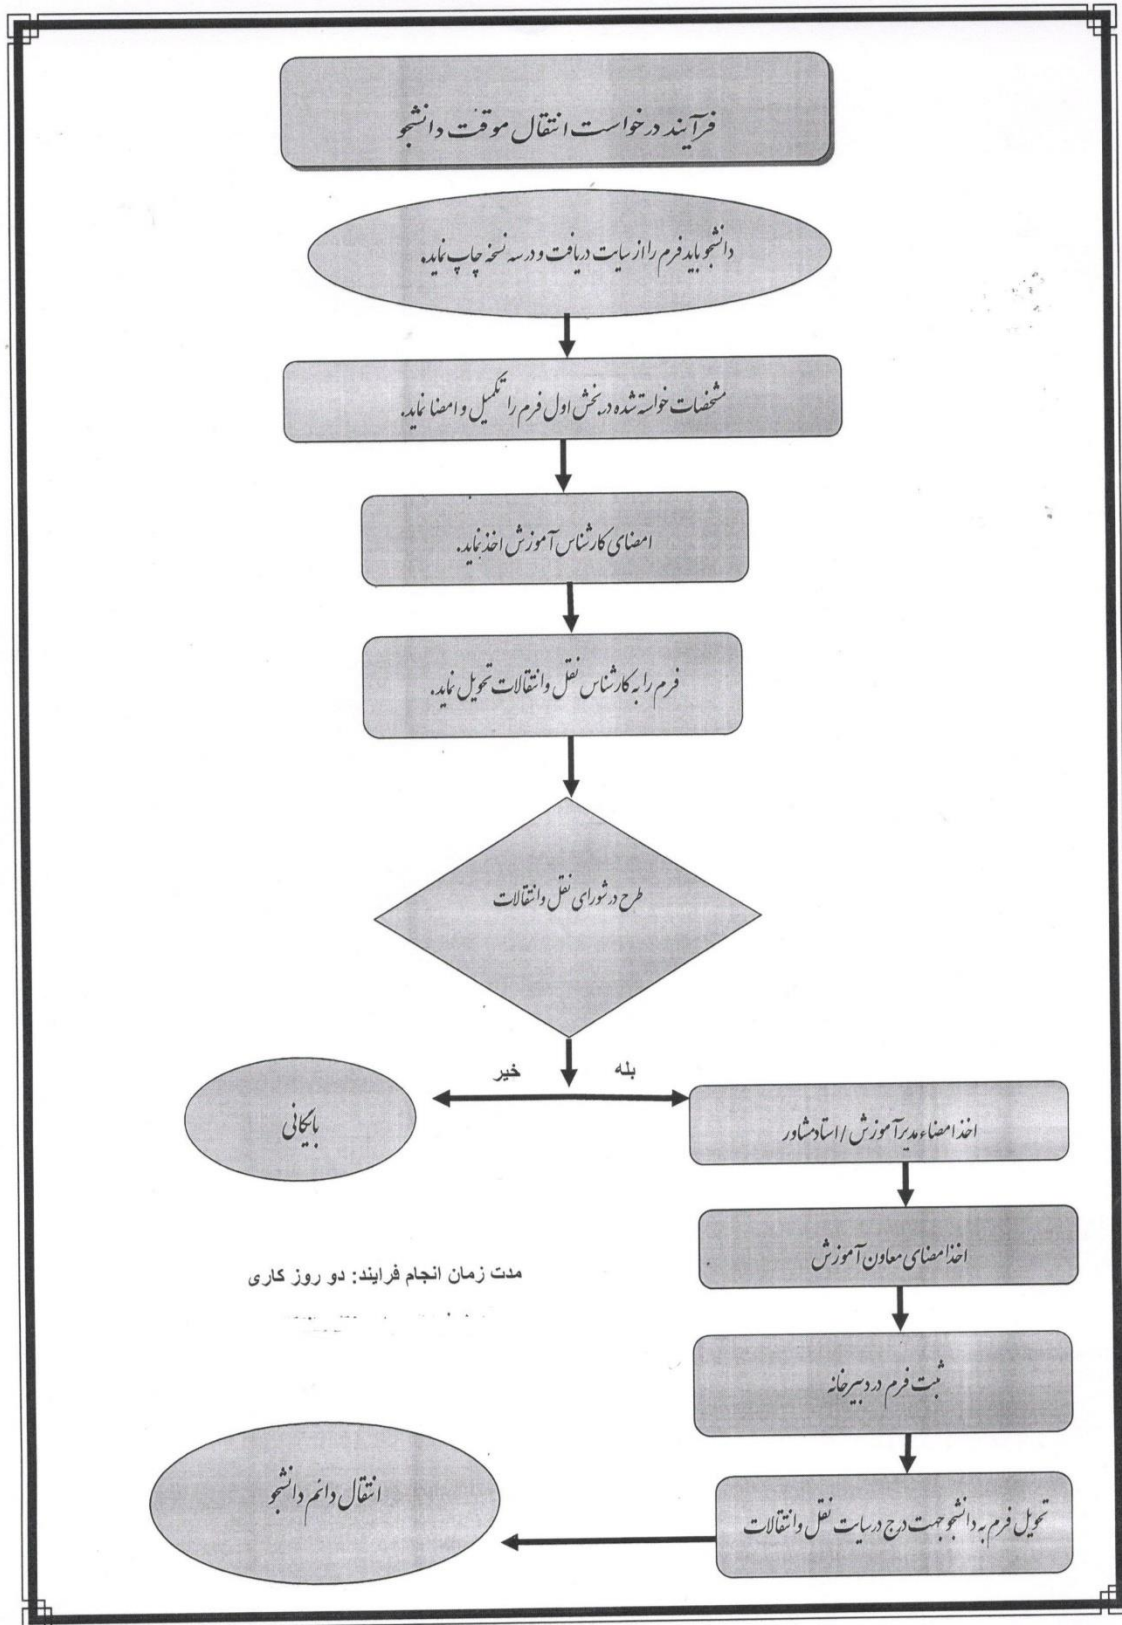 فرآیند درخواست انتقال موقت دانشجو
دانشجو باید فرم را از سایت دریافت و در سه نسخه چاپ نماید.
مشخصات خواسته شده در بخش اول فرم را تکمیل و امضا نماید.
امضای کارشناس آموزش اخذ نماید.
فرم را به کارشناس نقل و انتقالات تحویل نماید.
طرح در شورای نقل و انتقالات
بله
خیر
اخذ امضاء مدیر آموزش / استاد مشاور
بایگانی
اخذ امضای معاون آموزش
مدت زمان انجام فرایند: دو روز کاری
ثبت فرم در دبیرخانه
تحویل فرم به دانشجو جهت درج در سایت نقل و انتقالات
انتقال دائم دانشجو